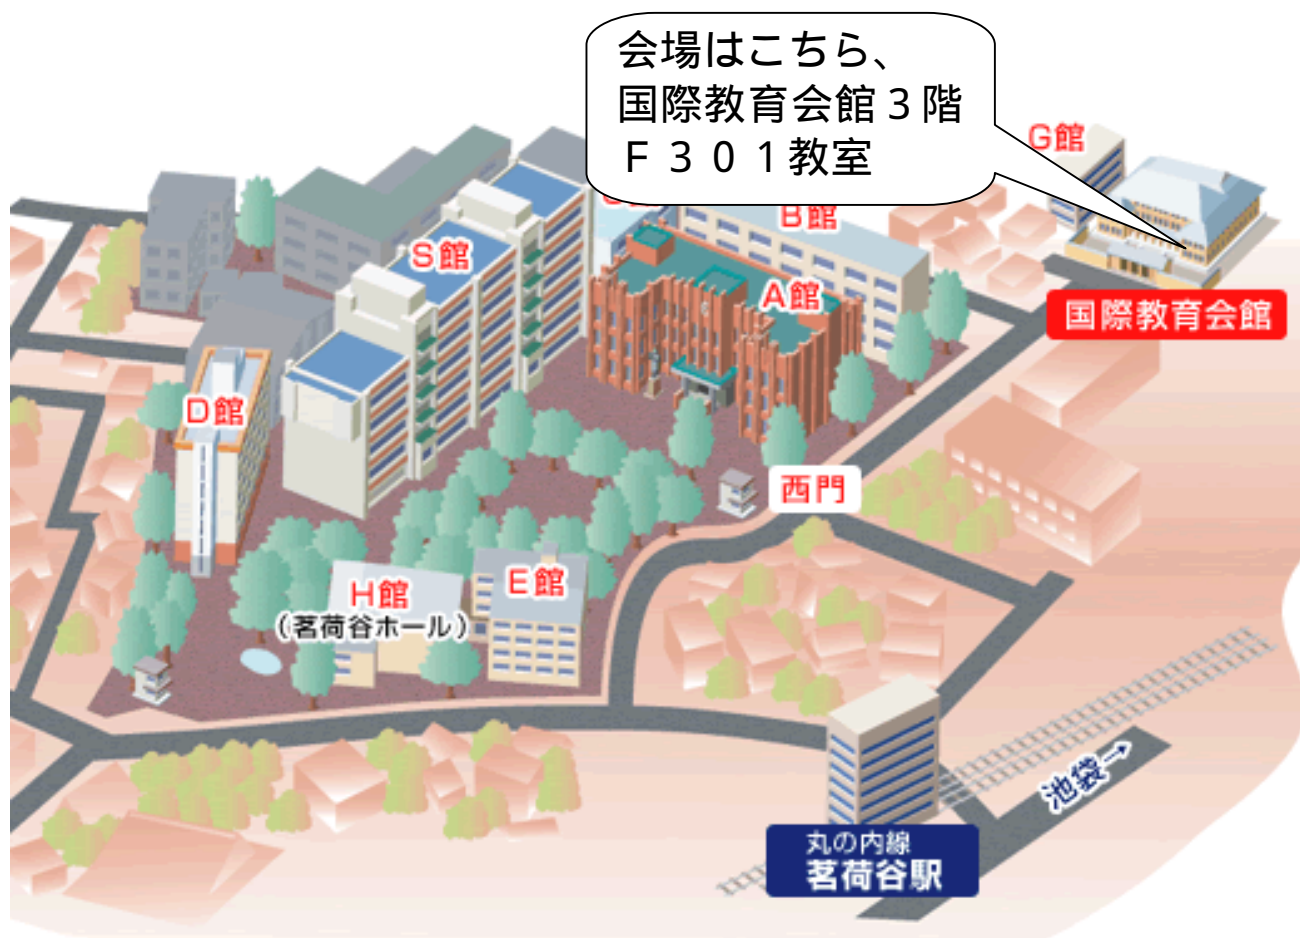 会場はこちら、
国際教育会館３階
Ｆ３０１教室
G館
B館
S館
A館
国際教育会館
D館
西門
H館
（茗荷谷ホール）
E館
池袋→
丸の内線
茗荷谷駅